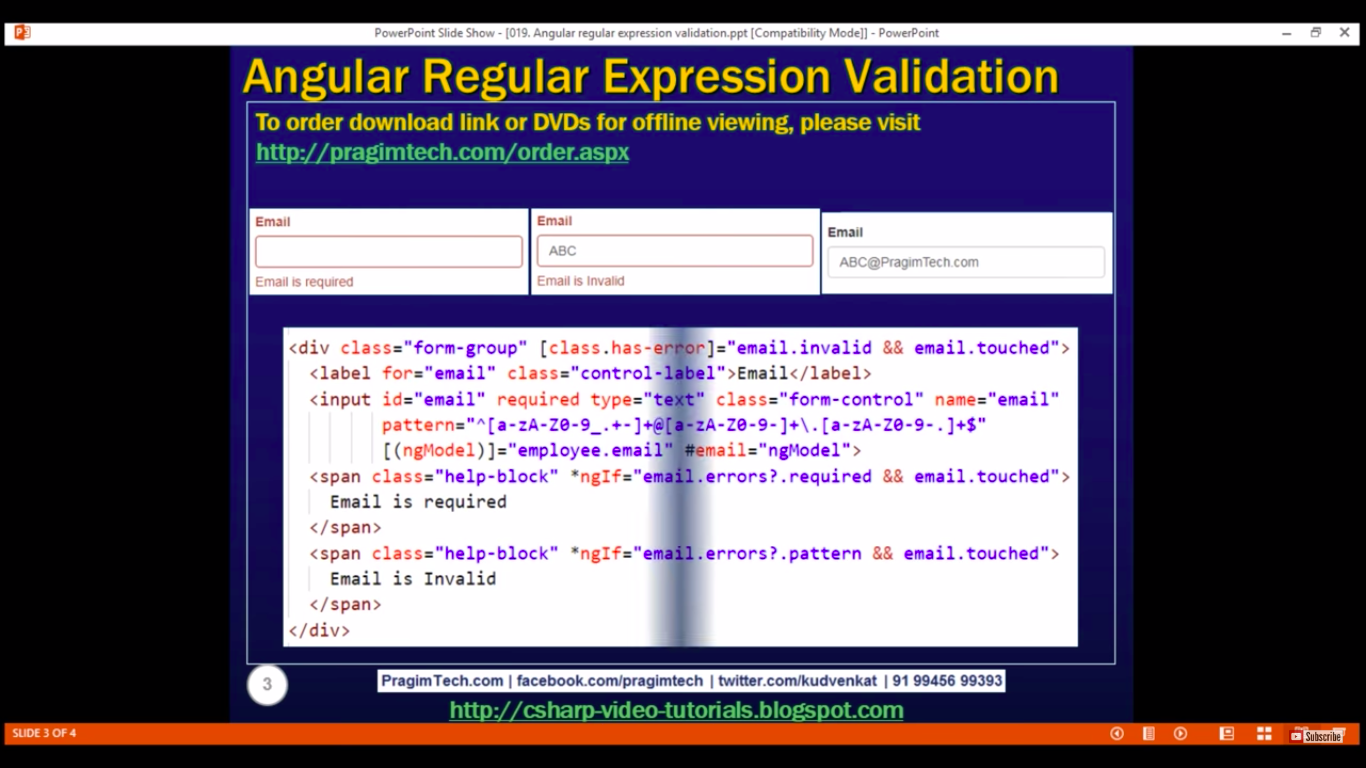 PowerPoint Slide Show - [019. Angular regular expression validation.ppt [Compatibility Mode]] - PowerPoint
Angular Regular Expression Validation
To order download link or DVDs for offline viewing, please visit
http://pragimtech.com/order.aspx
Email
Email is required
Email
ABC
Email is Invalid
Email
ABC@PragimTech.com
<div class="form-group" [class.has-error]="email.invalid && email.touched">
<label for="email" class="control-label">Email</label>
<input id="email" required type="text" class="form-control" name="email"
pattern="^[a-zA-Z0-9_.+-]+@[a-zA-Z0-9-]+\.[a-zA-Z0-9-.]+$"
[(ngModel)]="employee.email" #email="ngModel">
<span class="help-block" *ngIf="email.errors?.required && email.touched">
Email is required
</span>
<span class="help-block" *ngIf="email.errors?.pattern && email.touched">
Email is Invalid
</span>
</div>
3
PragimTech.com | facebook.com/pragimtech | twitter.com/kudvenkat | 91 99456 99393
http://csharp-video-tutorials.blogspot.com
SLIDE 3 OF 4
Subscribe